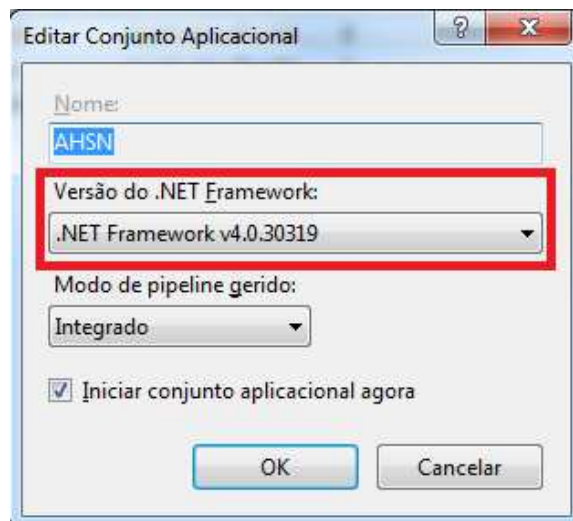 Editar Conjunto Aplicacional
Nome:
AHSN
Versão do .NET Framework:
.NET Framework v4.0.30319
Modo de pipeline gerido:
Integrado
Iniciar conjunto aplicacional agora
OK Cancelar